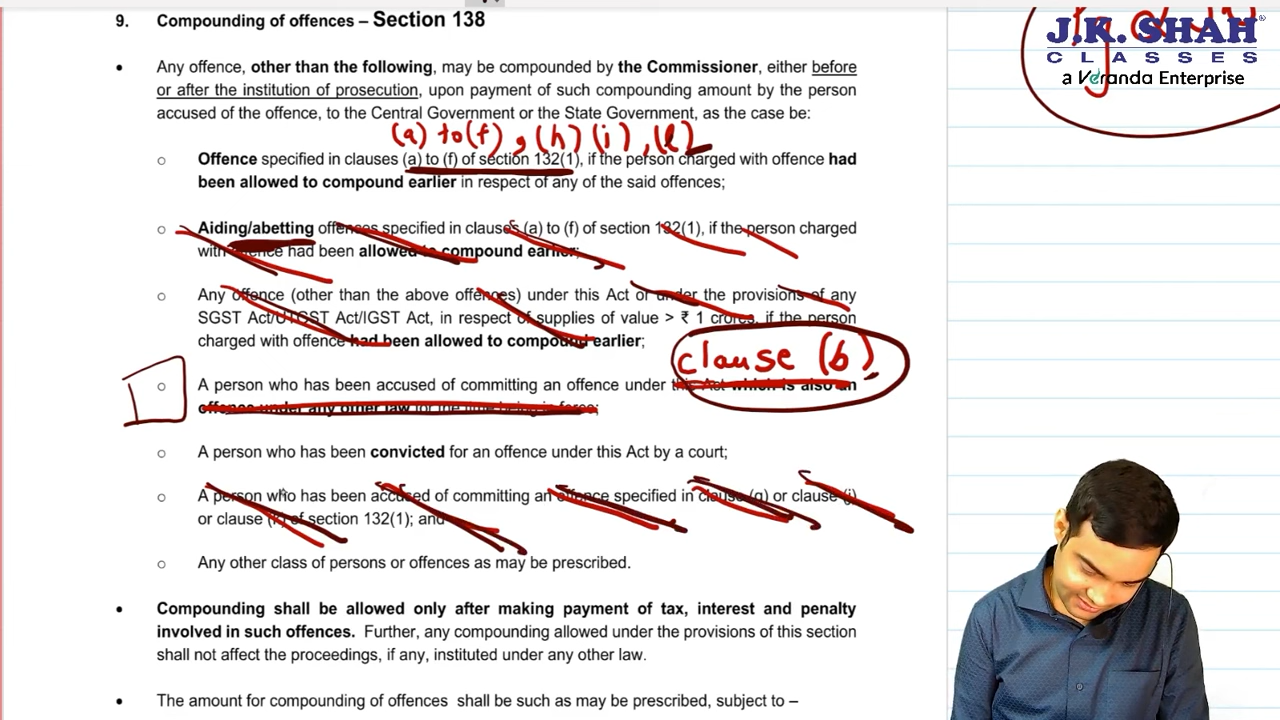 9. Compounding of offences – Section 138
J.K. SHAH®
CLASSES
a Veranda Enterprise
• Any offence, other than the following, may be compounded by the Commissioner, either before
or after the institution of prosecution, upon payment of such compounding amount by the person
accused of the offence, to the Central Government or the State Government, as the case be:
(a) to (f), (h) (i), (l)
o Offence specified in clauses (a) to (f) of section 132(1), if the person charged with offence had
been allowed to compound earlier in respect of any of the said offences;
o Aiding/abetting offences specified in clauses (a) to (f) of section 132(1), if the person charged
with offence had been allowed to compound earlier;
o Any offence (other than the above offences) under this Act or under the provisions of any
SGST Act/UTGST Act/IGST Act, in respect of supplies of value > ₹ 1 crores, if the person
charged with offence had been allowed to compound earlier;
clause (b)
o A person who has been accused of committing an offence under this Act which is also an
offence under any other law for the time being in force;
o A person who has been convicted for an offence under this Act by a court;
o A person who has been accused of committing an offence specified in clause (g) or clause (j)
or clause (k) of section 132(1); and
o Any other class of persons or offences as may be prescribed.
• Compounding shall be allowed only after making payment of tax, interest and penalty
involved in such offences. Further, any compounding allowed under the provisions of this section
shall not affect the proceedings, if any, instituted under any other law.
• The amount for compounding of offences shall be such as may be prescribed, subject to –